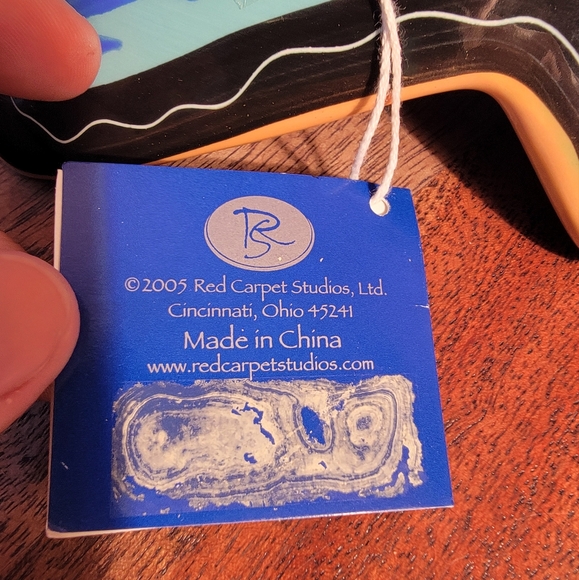 RS
©2005 Red Carpet Studios, Ltd.
Cincinnati, Ohio 45241
Made in China
www.redcarpetstudios.com